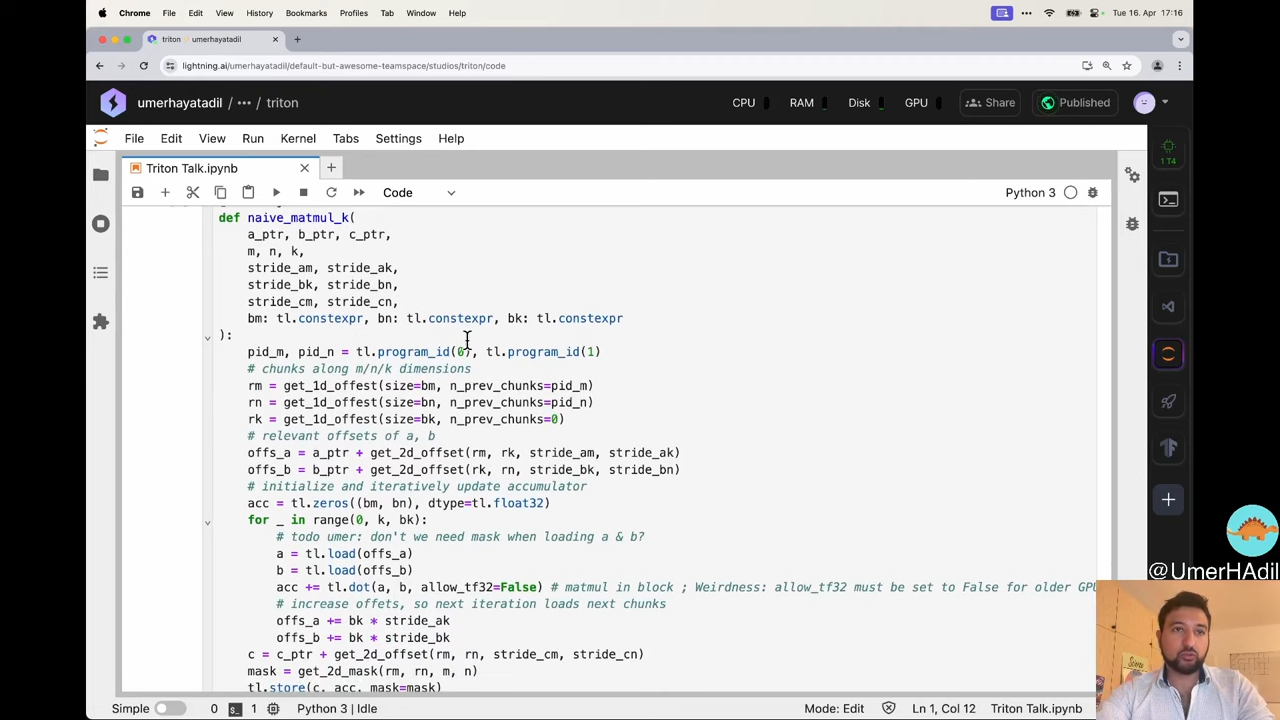 Chrome File Edit View History Bookmarks Profiles Tab Window Help Tue 16. Apr 17:16
triton umerhayatadil
lightning.ai/umerhayatadil/default-but-awesome-teamspace/studios/triton/code
umerhayatadil / ··· / triton CPU RAM Disk GPU Share Published
File Edit View Run Kernel Tabs Settings Help
1 T4
Triton Talk.ipynb
Code Python 3
def naive_matmul_k(
a_ptr, b_ptr, c_ptr,
m, n, k,
stride_am, stride_ak,
stride_bk, stride_bn,
stride_cm, stride_cn,
bm: tl.constexpr, bn: tl.constexpr, bk: tl.constexpr
):
pid_m, pid_n = tl.program_id(0), tl.program_id(1)
# chunks along m/n/k dimensions
rm = get_1d_offest(size=bm, n_prev_chunks=pid_m)
rn = get_1d_offest(size=bn, n_prev_chunks=pid_n)
rk = get_1d_offest(size=bk, n_prev_chunks=0)
# relevant offsets of a, b
offs_a = a_ptr + get_2d_offset(rm, rk, stride_am, stride_ak)
offs_b = b_ptr + get_2d_offset(rk, rn, stride_bk, stride_bn)
# initialize and iteratively update accumulator
acc = tl.zeros((bm, bn), dtype=tl.float32)
for _ in range(0, k, bk):
# todo umer: don't we need mask when loading a & b?
a = tl.load(offs_a)
b = tl.load(offs_b)
acc += tl.dot(a, b, allow_tf32=False) # matmul in block ; Weirdness: allow_tf32 must be set to False for older GPU
# increase offets, so next iteration loads next chunks
offs_a += bk * stride_ak
offs_b += bk * stride_bk
c = c_ptr + get_2d_offset(rm, rn, stride_cm, stride_cn)
mask = get_2d_mask(rm, rn, m, n)
tl.store(c, acc, mask=mask)
@UmerHAdil
Simple 0 1 Python 3 | Idle Mode: Edit Ln 1, Col 12 Triton Talk.ipynb